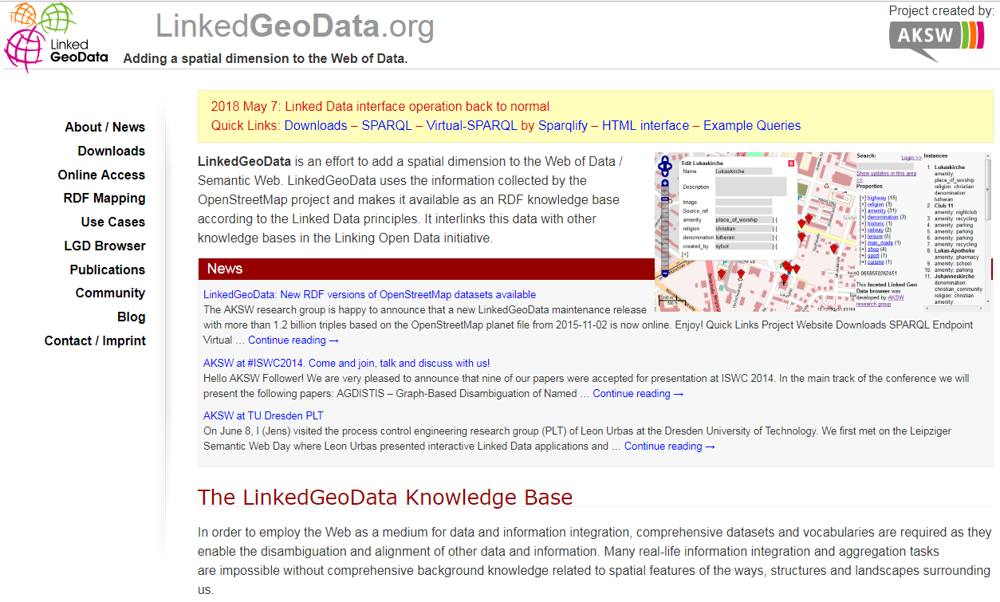 Linked
GeoData
LinkedGeoData.org
Adding a spatial dimension to the Web of Data.
Project created by:
AKSW
About / News
Downloads
Online Access
RDF Mapping
Use Cases
LGD Browser
Publications
Community
Blog
Contact / Imprint
2018 May 7: Linked Data interface operation back to normal
Quick Links: Downloads – SPARQL – Virtual-SPARQL by Sparqlify – HTML interface – Example Queries
LinkedGeoData is an effort to add a spatial dimension to the Web of Data /
Semantic Web. LinkedGeoData uses the information collected by the
OpenStreetMap project and makes it available as an RDF knowledge base
according to the Linked Data principles. It interlinks this data with other
knowledge bases in the Linking Open Data initiative.
Edit Lukaskirche
Name Lukaskirche
Description
Image
Source_ref
amenity place_of_worship [-]
religion christian [-]
denomination lutheran [-]
created_by xybot [-]
[+]
100 m
500 ft
Search:
Login >>
Show updates in this area
>>
Properties
[+] highway (15)
[+] religion (3)
[+] amenity (31)
[+] denomination (3)
[+] historic (1)
[+] railway (2)
[+] leisure (5)
[+] man_made (1)
[+] shop (4)
[+] sport (1)
[+] cuisine (1)
0.0658550262451
This faceted Linked Geo
Data browser was
developed by AKSW
research group.
13.73150, 51.03104
Instances
1. Lukaskirche
amenity:
place_of_worship
religion: christian
denomination:
lutheran
2. Club 11
amenity: nightclub
3. amenity: recycling
4. amenity: parking
5. amenity: parking
6. amenity: parking
7. amenity: recycling
8. Lukas-Apotheke
amenity: pharmacy
9. amenity: school
10. amenity: parking
11. Johanneskirche
denomination:
christian_community
religion: christian
amenity:
News
LinkedGeoData: New RDF versions of OpenStreetMap datasets available
The AKSW research group is happy to announce that a new LinkedGeoData maintenance release
with more than 1.2 billion triples based on the OpenStreetMap planet file from 2015-11-02 is now online. Enjoy! Quick Links Project Website Downloads SPARQL Endpoint
Virtual … Continue reading →
AKSW at #ISWC2014. Come and join, talk and discuss with us!
Hello AKSW Follower! We are very pleased to announce that nine of our papers were accepted for presentation at ISWC 2014. In the main track of the conference we will
present the following papers: AGDISTIS – Graph-Based Disambiguation of Named … Continue reading →
AKSW at TU Dresden PLT
On June 8, I (Jens) visited the process control engineering research group (PLT) of Leon Urbas at the Dresden University of Technology. We first met on the Leipziger
Semantic Web Day where Leon Urbas presented interactive Linked Data applications and … Continue reading →
The LinkedGeoData Knowledge Base
In order to employ the Web as a medium for data and information integration, comprehensive datasets and vocabularies are required as they
enable the disambiguation and alignment of other data and information. Many real-life information integration and aggregation tasks
are impossible without comprehensive background knowledge related to spatial features of the ways, structures and landscapes surrounding
us.